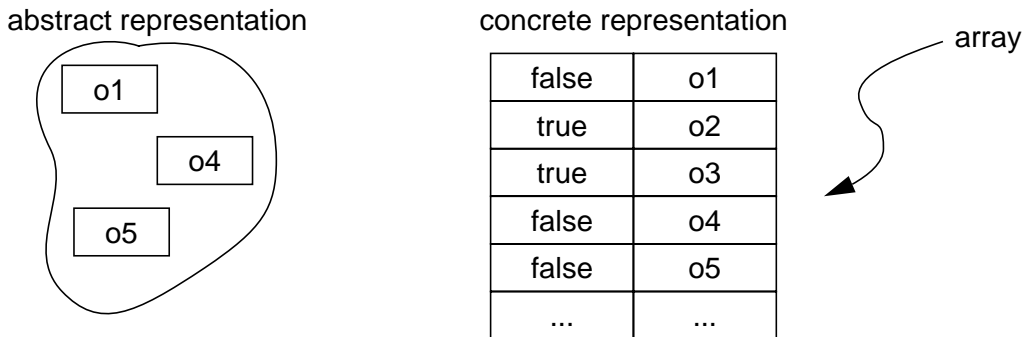 abstract representation
o1
o4
o5
concrete representation
array
false o1
true o2
true o3
false o4
false o5
... ...